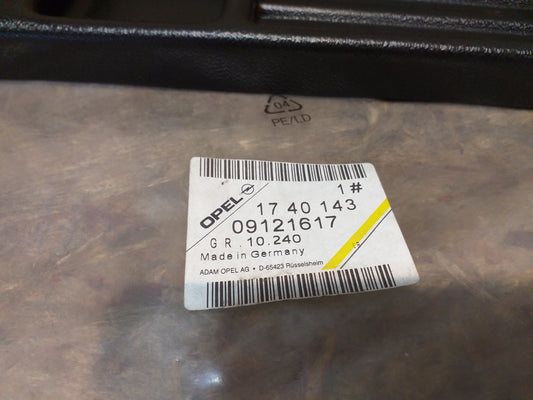 04
PE/LD
OPEL
1#
17 40 143
09121617
GR. 10.240
Made in Germany
ADAM OPEL AG • D-65423 Rüsselsheim